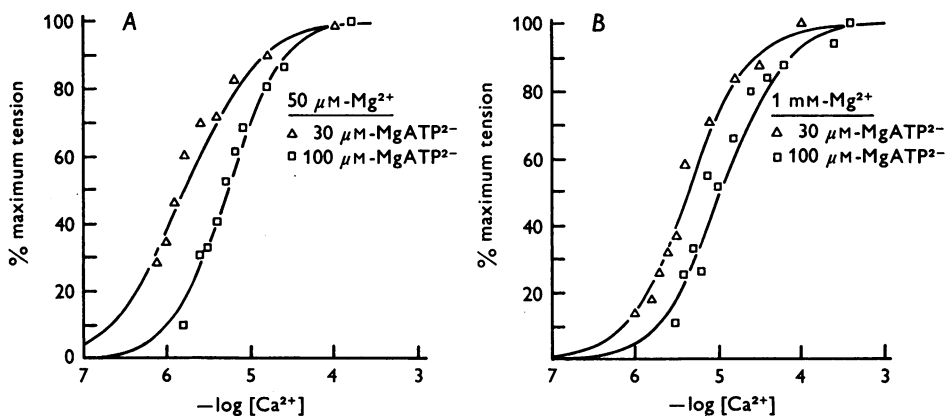 A
% maximum tension
100
80
60
40
20
0
50 μM-Mg²⁺
△ 30 μM-MgATP²⁻
□ 100 μM-MgATP²⁻
7 6 5 4 3
—log [Ca²⁺]
B
% maximum tension
100
80
60
40
20
1 mM-Mg²⁺
△ 30 μM-MgATP²⁻
□ 100 μM-MgATP²⁻
7 6 5 4 3
—log [Ca²⁺]